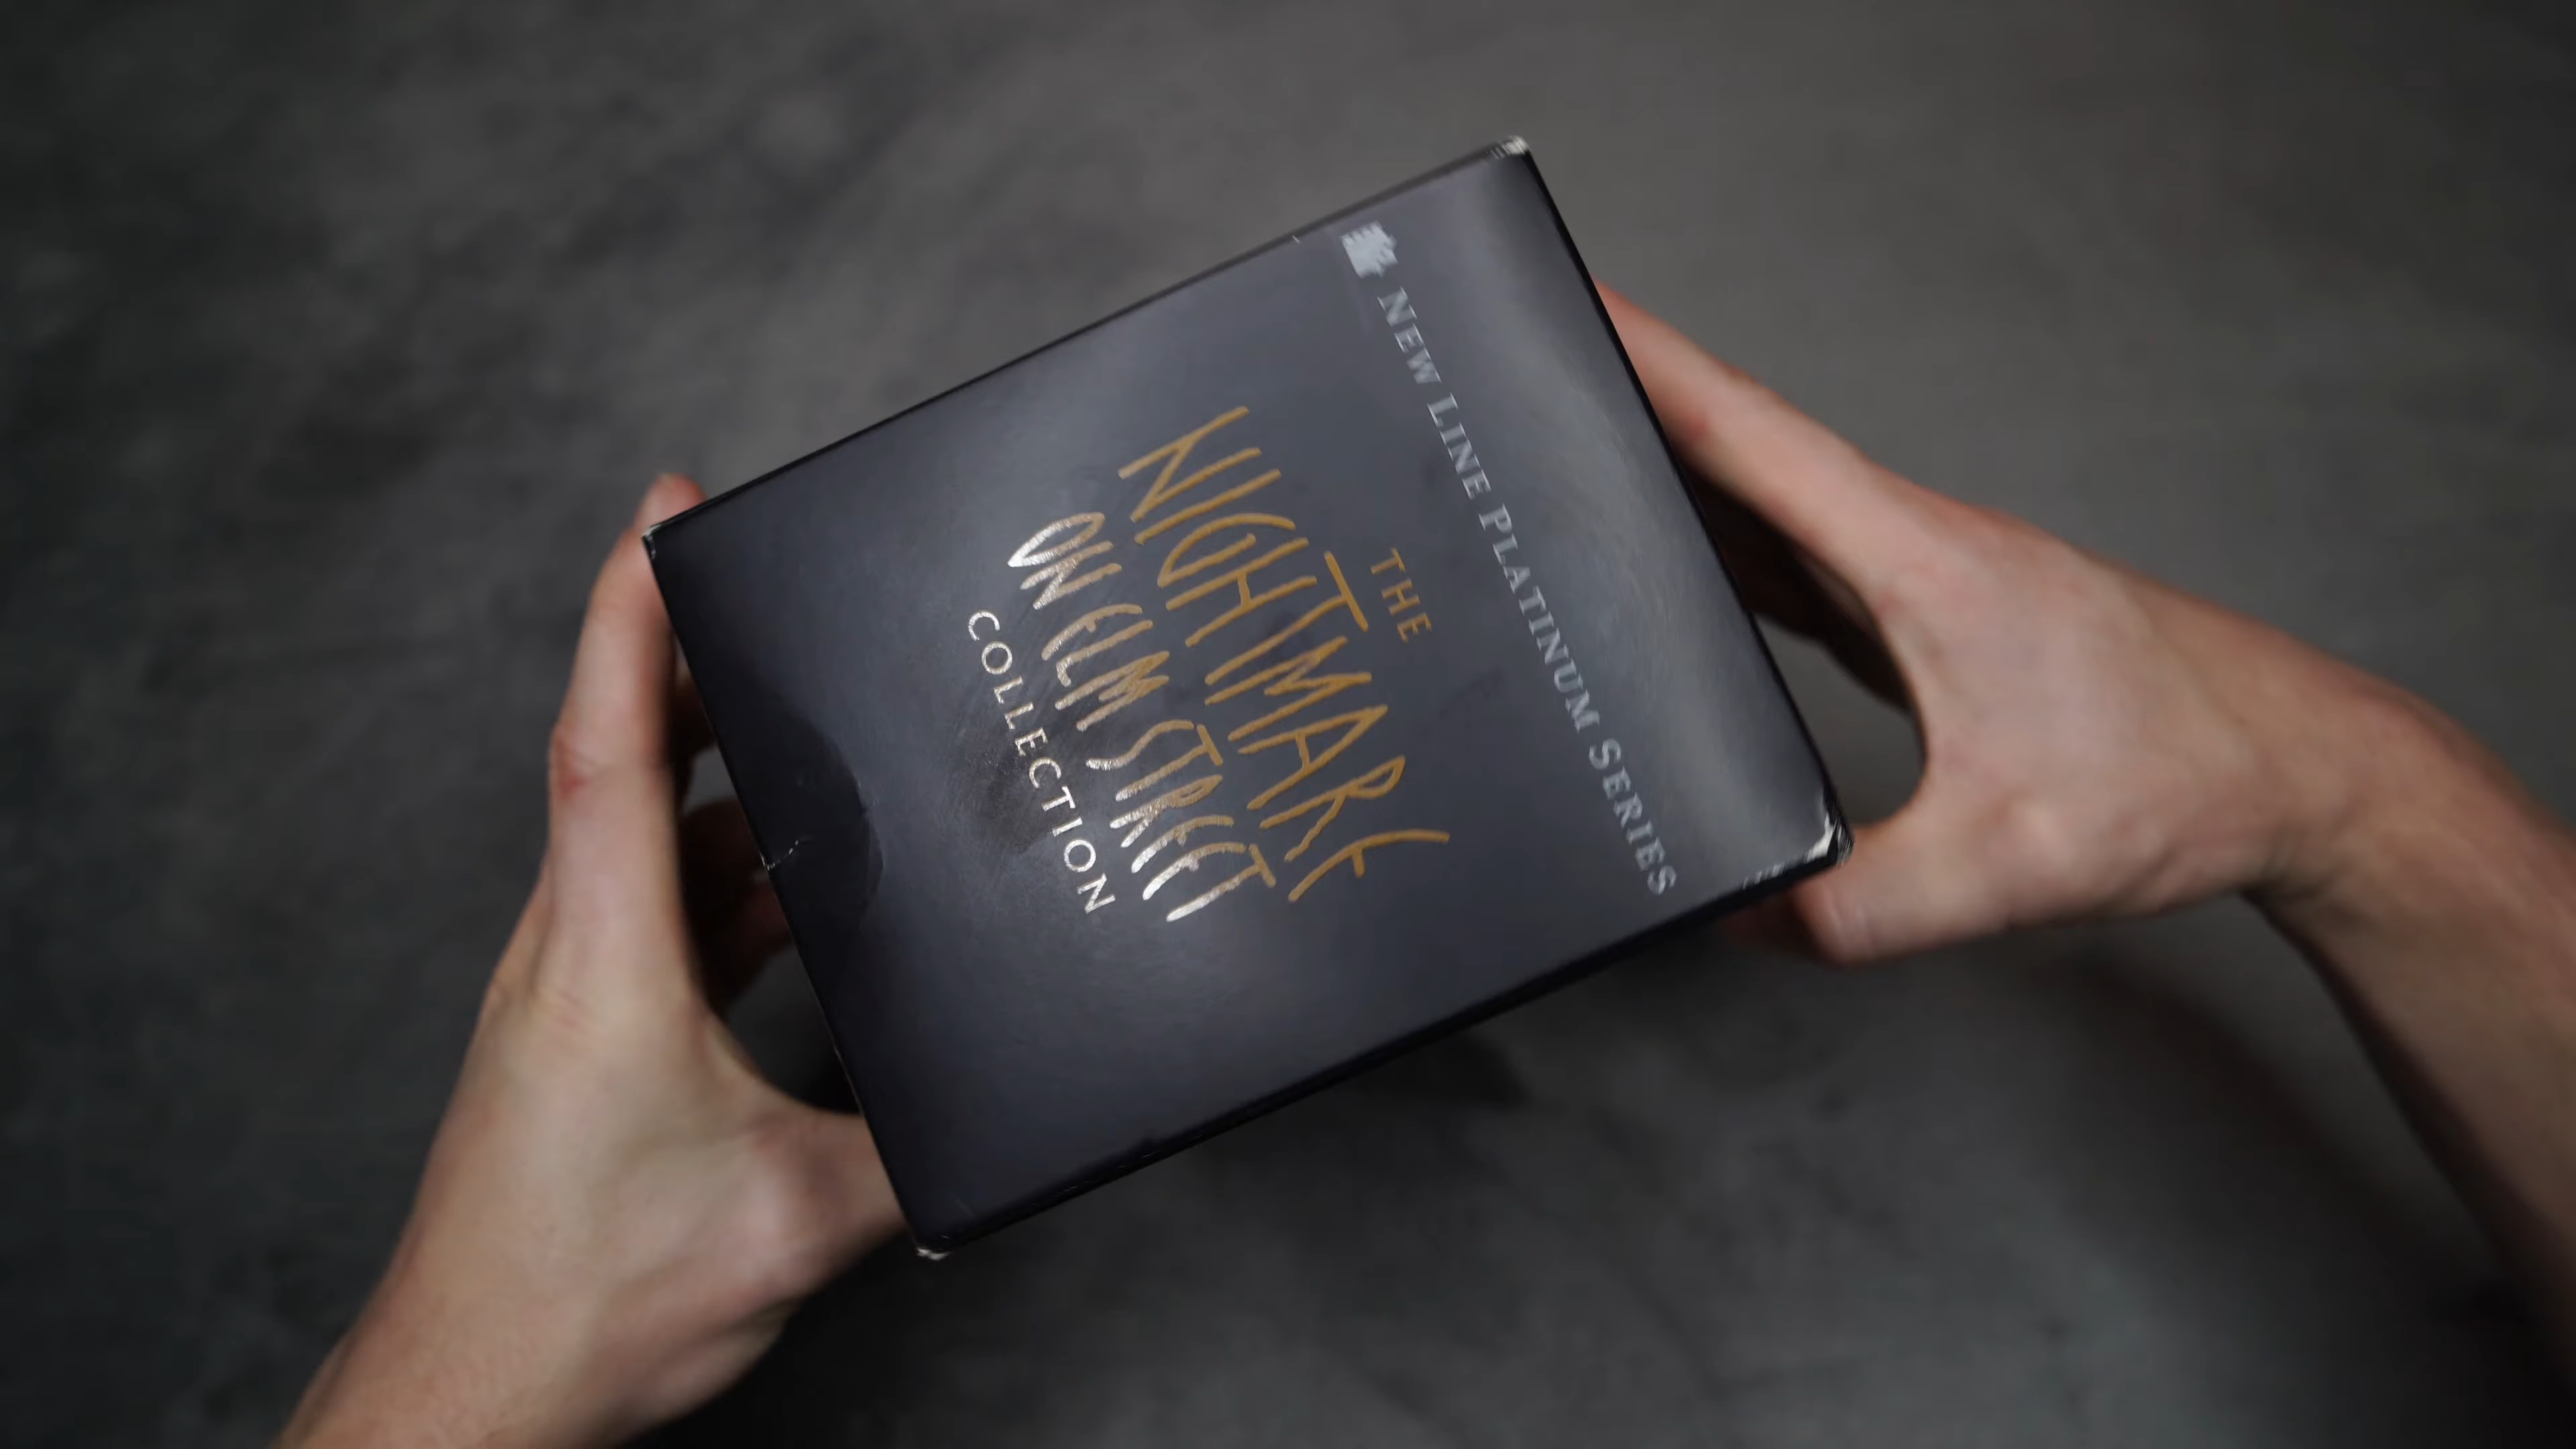 NEW LINE PLATINUM SERIES
THE
NIGHTMARE
ON ELM STREET
COLLECTION